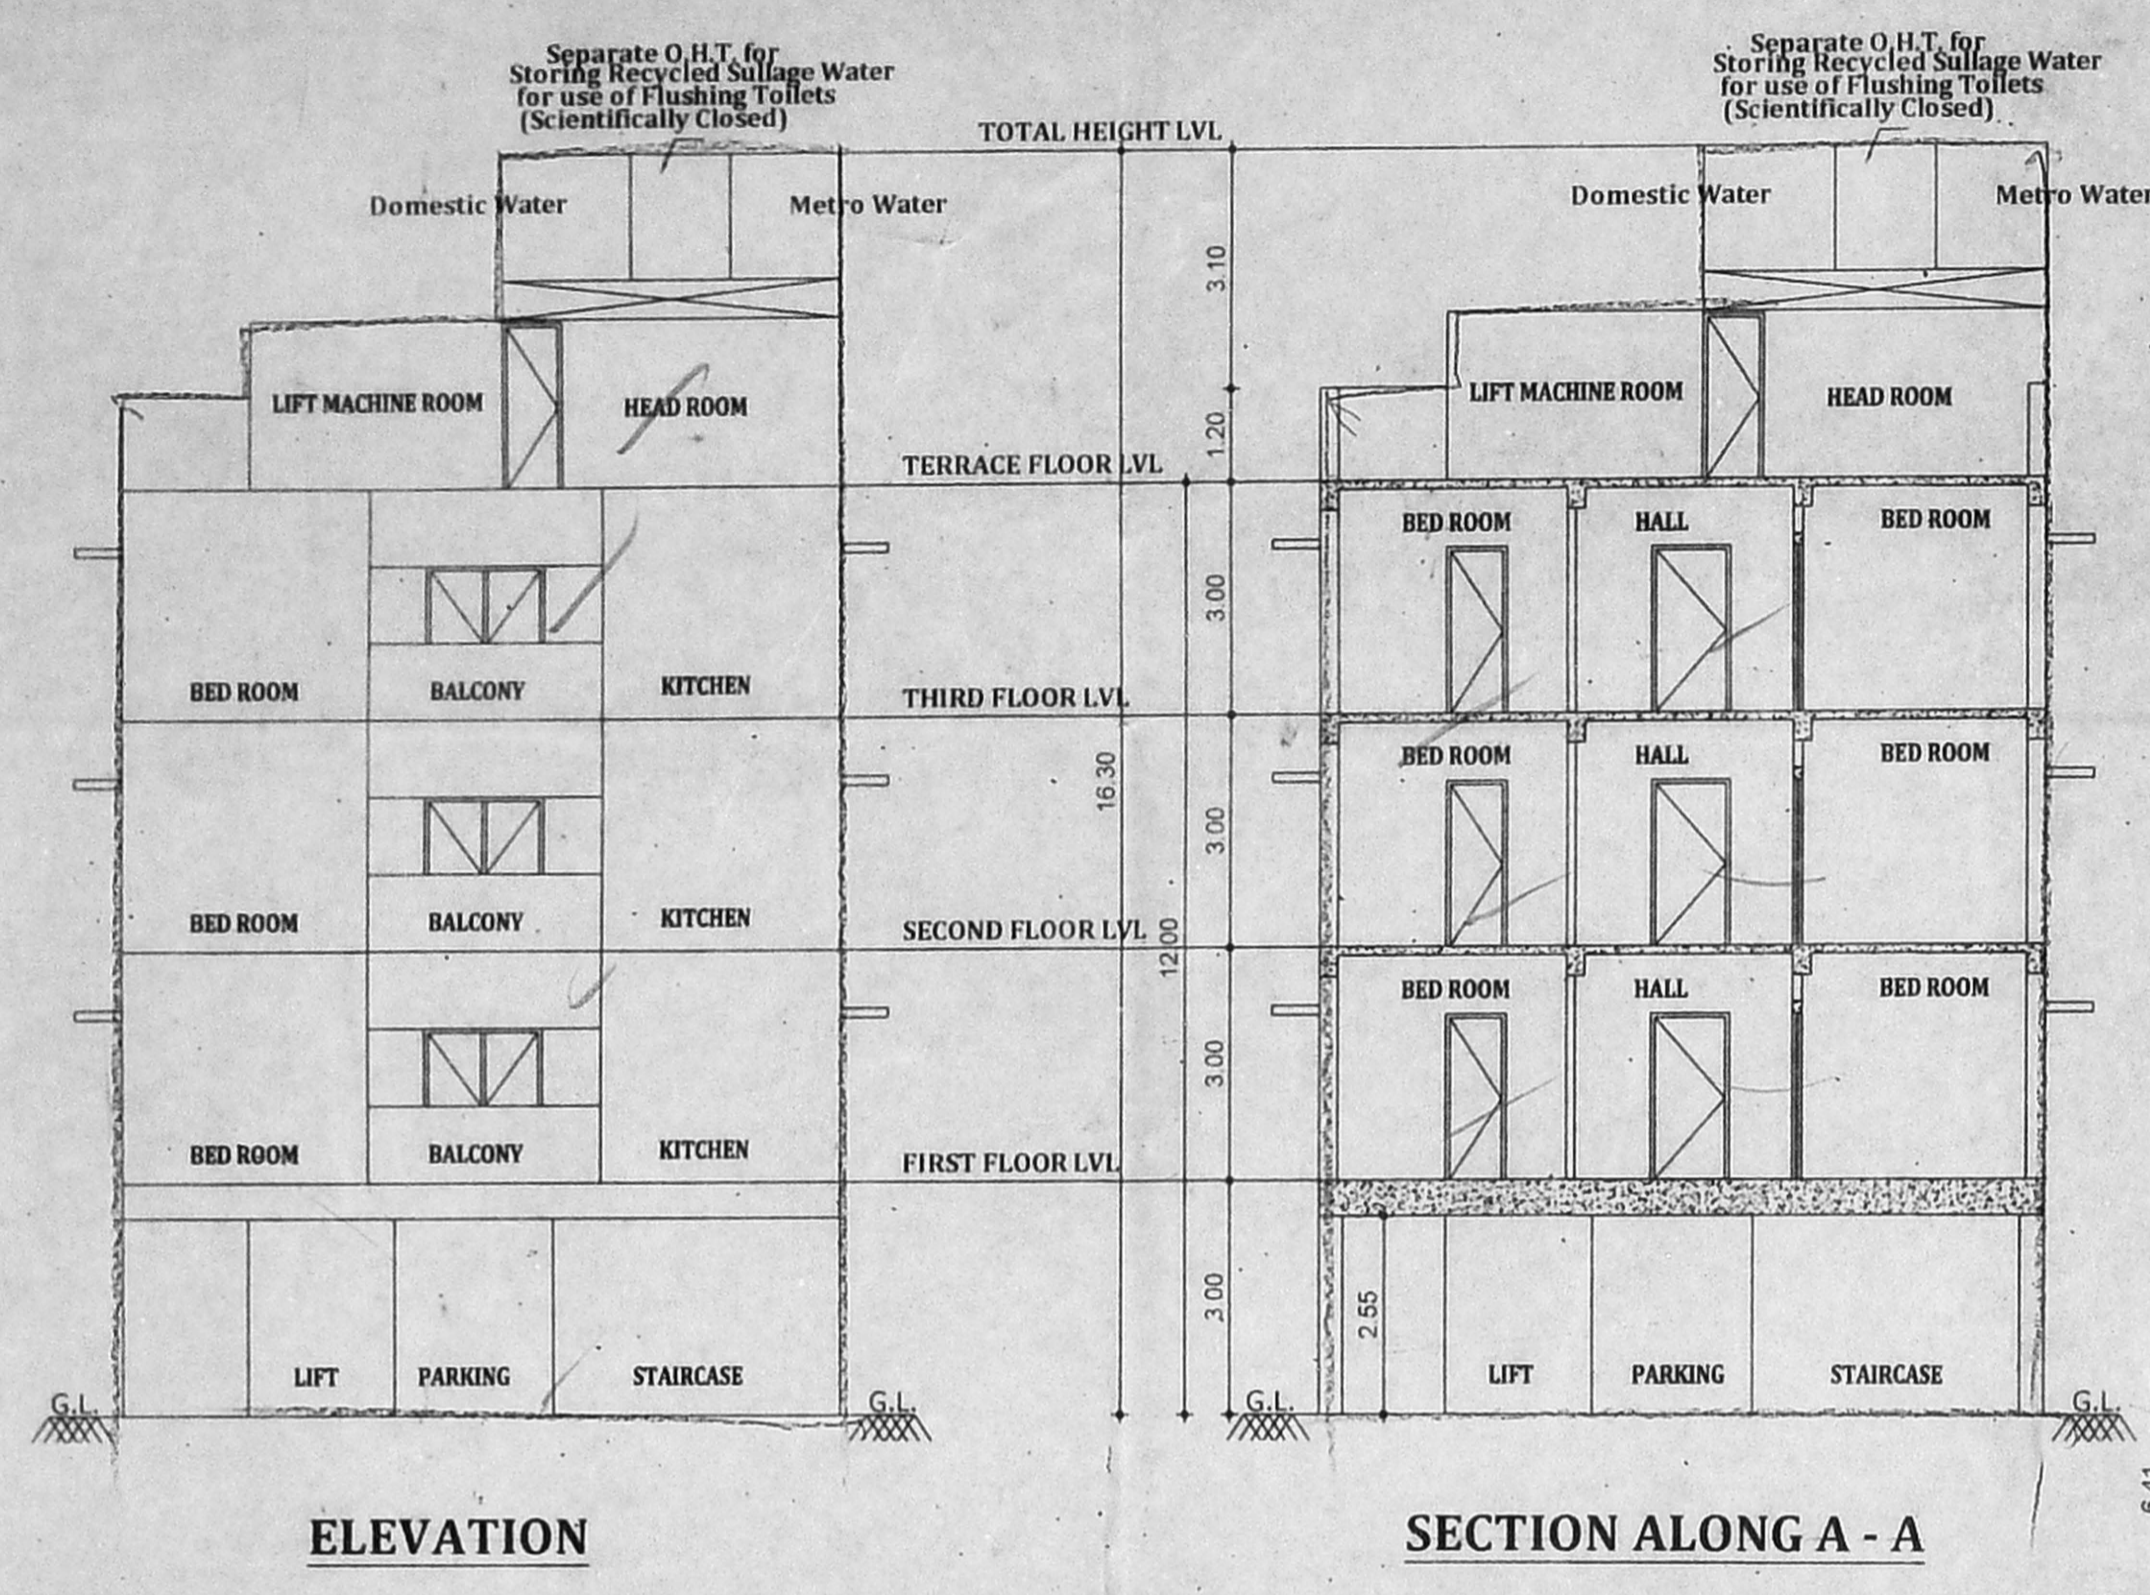 Separate O.H.T. for
Storing Recycled Sullage Water
for use of Flushing Toilets
(Scientifically Closed)
Domestic Water
Metro Water
LIFT MACHINE ROOM
HEAD ROOM
BED ROOM
BALCONY
KITCHEN
BED ROOM
BALCONY
KITCHEN
BED ROOM
BALCONY
KITCHEN
LIFT
PARKING
STAIRCASE
G.L.
G.L.
ELEVATION
TOTAL HEIGHT LVL
TERRACE FLOOR LVL
THIRD FLOOR LVL
SECOND FLOOR LVL
FIRST FLOOR LVL
16.30
12.00
3.10
1.20
3.00
3.00
3.00
3.00
Separate O.H.T. for
Storing Recycled Sullage Water
for use of Flushing Toilets
(Scientifically Closed)
Domestic Water
Metro Water
LIFT MACHINE ROOM
HEAD ROOM
BED ROOM
HALL
BED ROOM
BED ROOM
HALL
BED ROOM
BED ROOM
HALL
BED ROOM
2.55
LIFT
PARKING
STAIRCASE
G.L.
G.L.
SECTION ALONG A - A